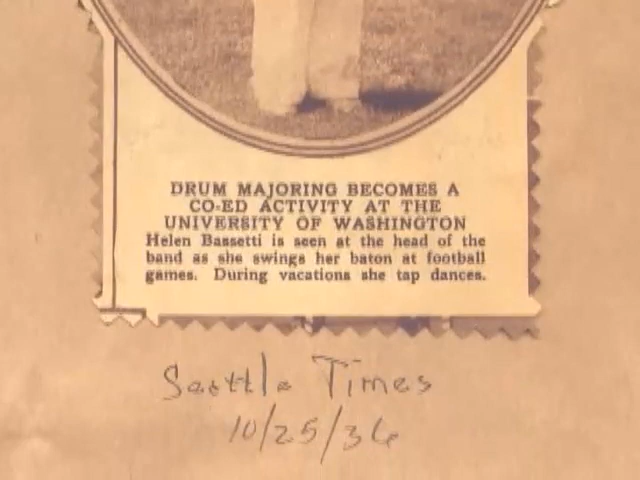 DRUM MAJORING BECOMES A
CO-ED ACTIVITY AT THE
UNIVERSITY OF WASHINGTON
Helen Bassetti is seen at the head of the
band as she swings her baton at football
games. During vacations she tap dances.
Seattle Times
10/25/36